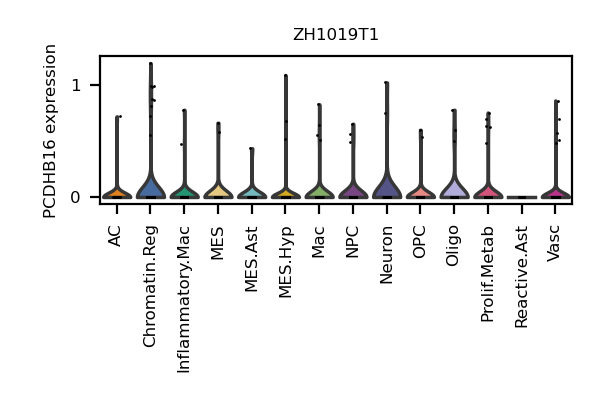 ZH1019T1
PCDHB16 expression
1
0
AC
Chromatin.Reg
Inflammatory.Mac
MES
MES.Ast
MES.Hyp
Mac
NPC
Neuron
OPC
Oligo
Prolif.Metab
Reactive.Ast
Vasc